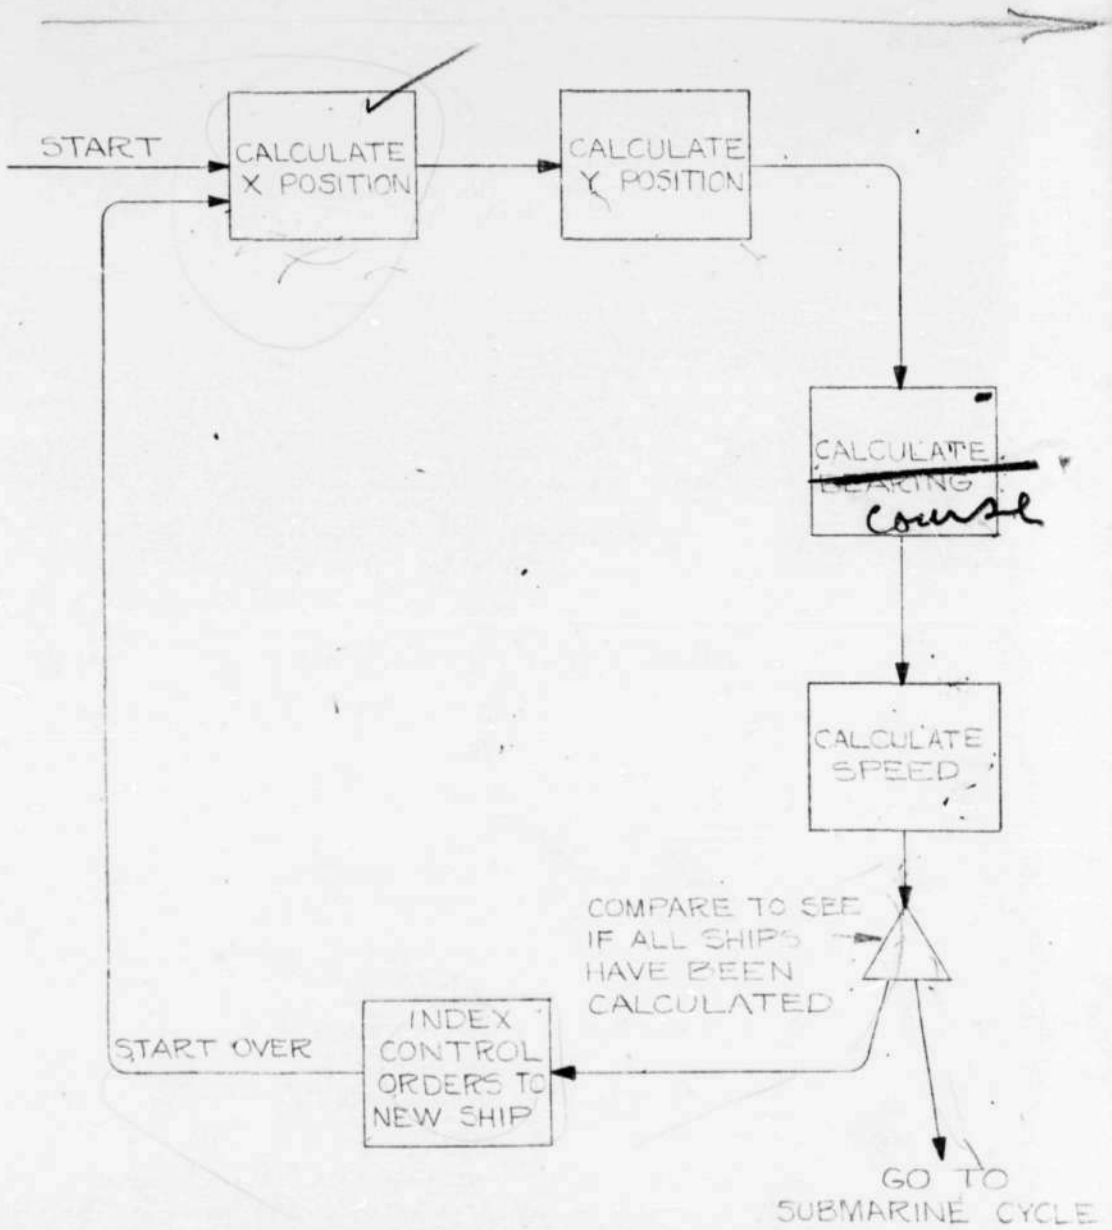 START
CALCULATE
X POSITION
CALCULATE
Y POSITION
CALCULATE
BEARING
course
CALCULATE
SPEED
COMPARE TO SEE
IF ALL SHIPS
HAVE BEEN
CALCULATED
INDEX
CONTROL
ORDERS TO
NEW SHIP
START OVER
GO TO
SUBMARINE CYCLE